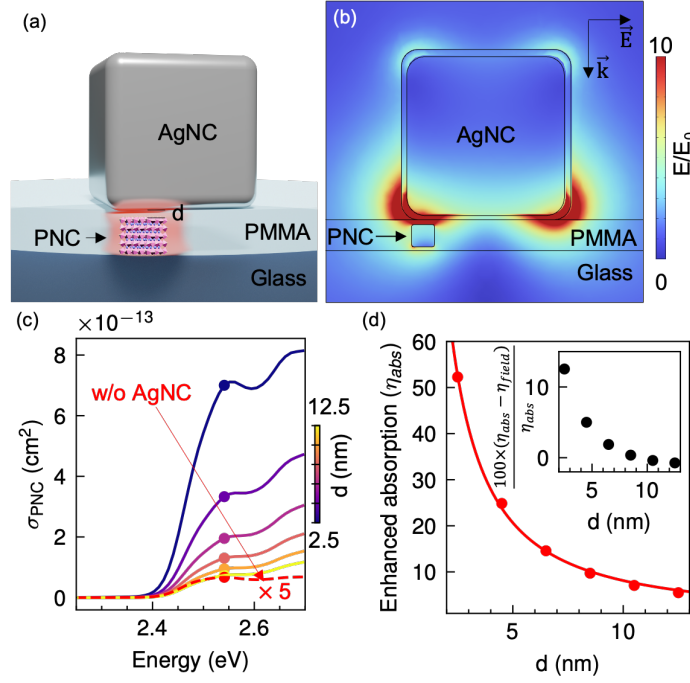 (a)
AgNC
d
PNC
PMMA
Glass
(b)
E
k
AgNC
PNC
PMMA
Glass
10
E/E₀
0
(c)
×10⁻¹³
8
6
4
2
0
σPNC (cm²)
w/o AgNC
12.5
d (nm)
2.5
× 5
2.4
2.6
Energy (eV)
(d)
60
50
40
30
20
10
Enhanced absorption (ηabs)
100×(ηabs − ηfield)
ηabs
10
0
5
10
d (nm)
5
10
d (nm)